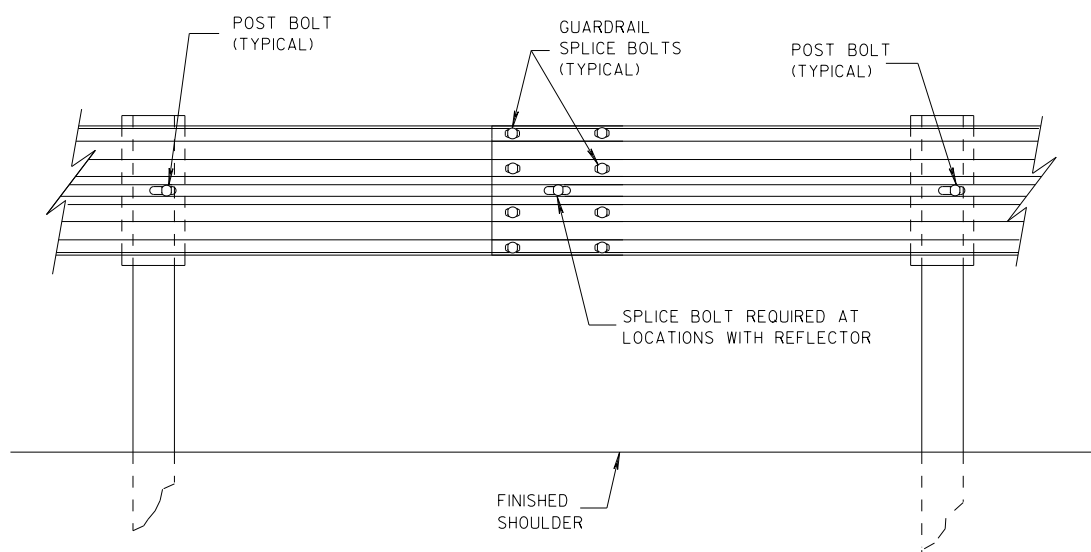 POST BOLT
(TYPICAL)
GUARDRAIL
SPLICE BOLTS
(TYPICAL)
POST BOLT
(TYPICAL)
SPLICE BOLT REQUIRED AT
LOCATIONS WITH REFLECTOR
FINISHED
SHOULDER